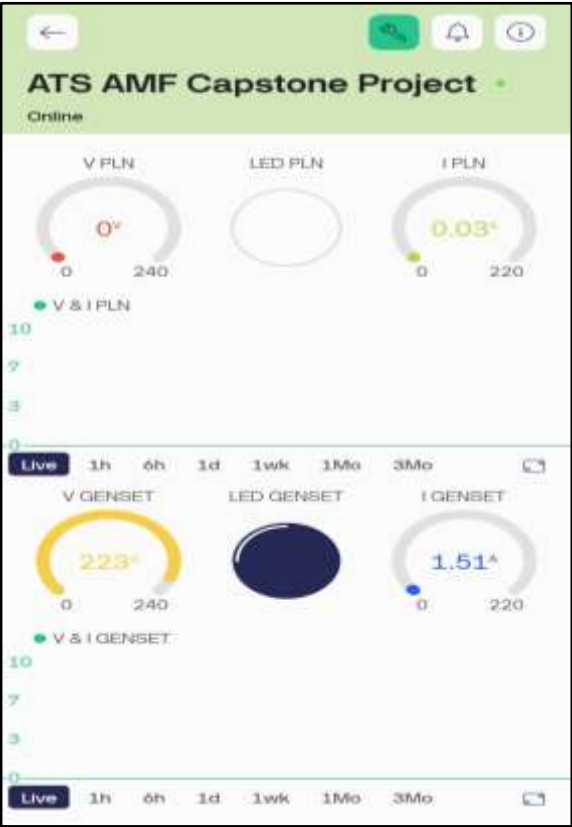 ATS AMF Capstone Project
Online
V PLN LED PLN I PLN
0V 0.03A
0 240 0 220
V & I PLN
10
7
3
0
Live 1h 6h 1d 1wk 1Mo 3Mo
V GENSET LED GENSET I GENSET
223V 1.51A
0 240 0 220
V & I GENSET
10
7
3
0
Live 1h 6h 1d 1wk 1Mo 3Mo